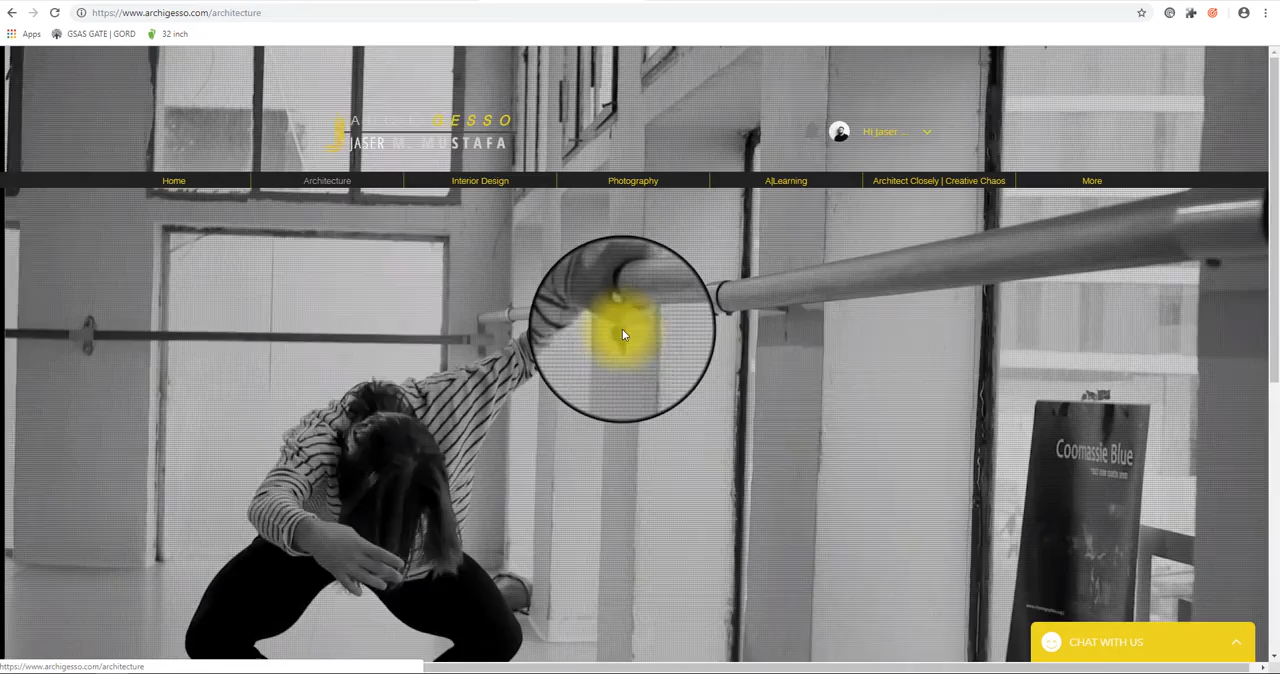 https://www.archigesso.com/architecture
Apps GSAS GATE | GORD 32 inch
ARCHI GESSO
JASER M. MUSTAFA
Hi Jaser ...
Home Architecture Interior Design Photography A|Learning Architect Closely | Creative Chaos More
Coomassie Blue
CHAT WITH US
https://www.archigesso.com/architecture